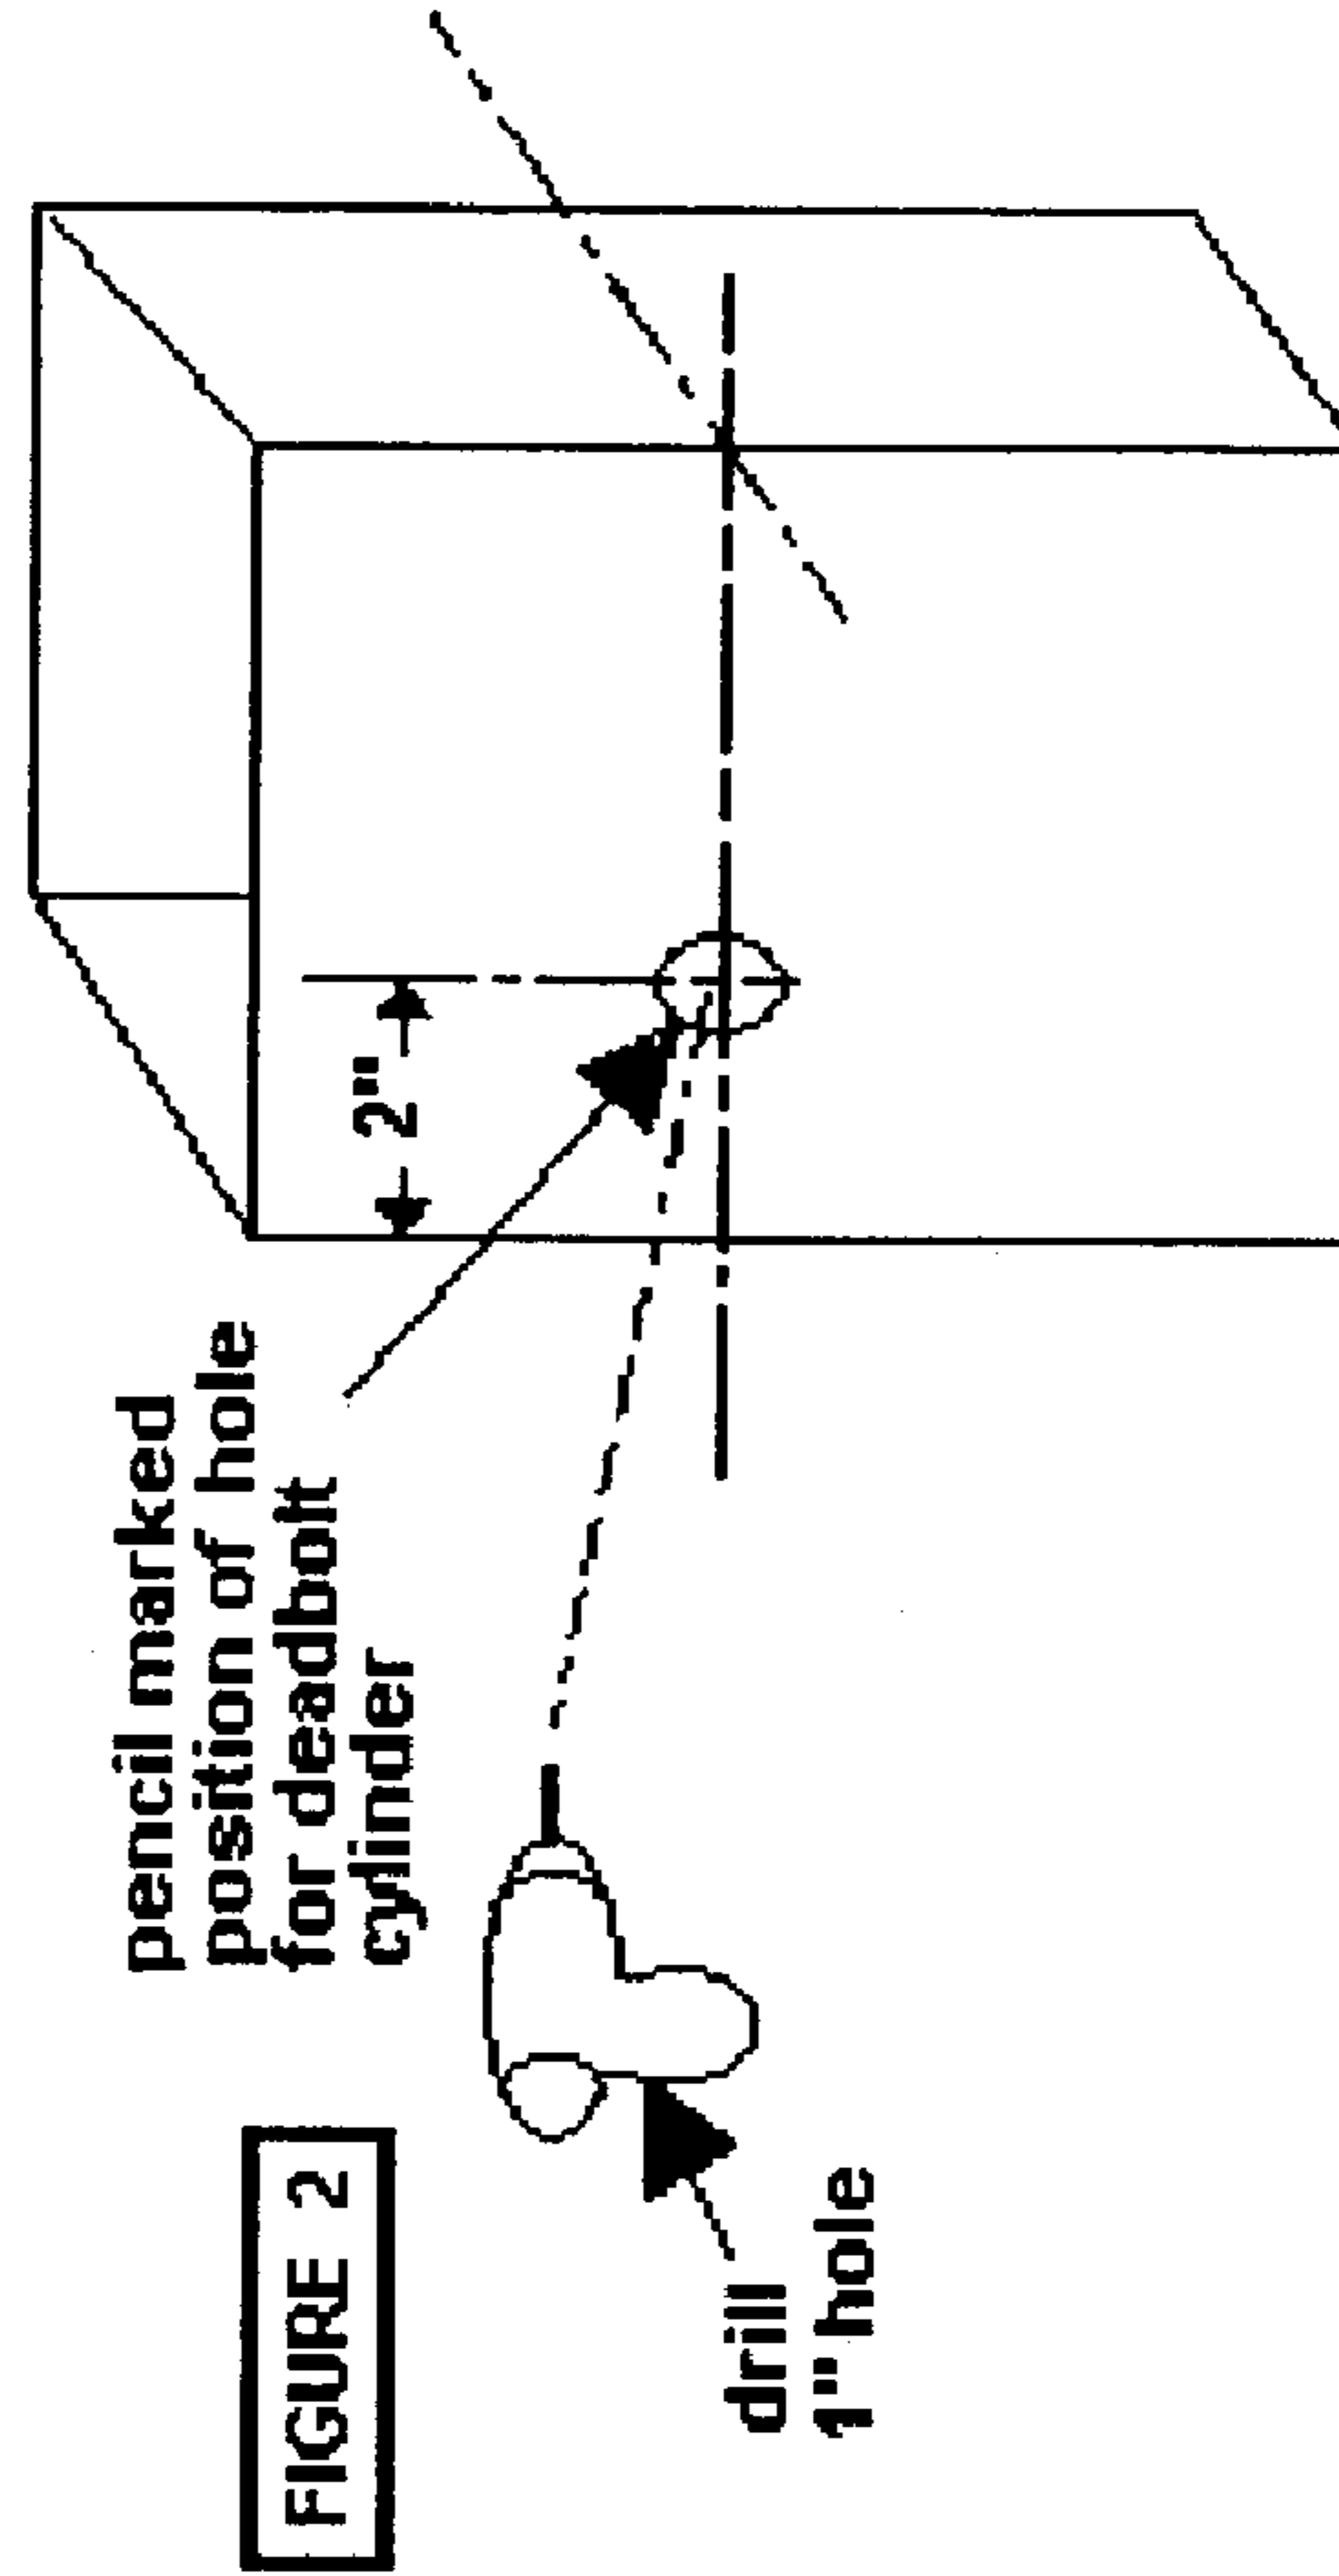 FIGURE 2
pencil marked
position of hole
for deadbolt
cylinder
2"
drill
1" hole